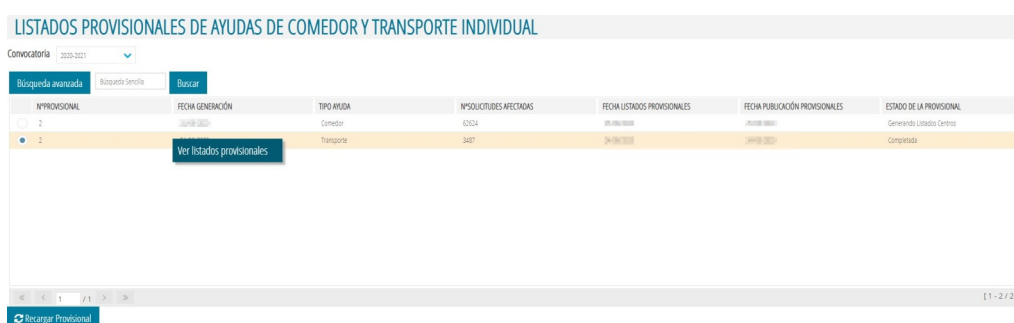 LISTADOS PROVISIONALES DE AYUDAS DE COMEDOR Y TRANSPORTE INDIVIDUAL
Convocatoria 2020-2021
Búsqueda avanzada Búsqueda Sencilla Buscar
NºPROVISIONAL FECHA GENERACIÓN TIPO AYUDA NºSOLICITUDES AFECTADAS FECHA LISTADOS PROVISIONALES FECHA PUBLICACIÓN PROVISIONALES ESTADO DE LA PROVISIONAL
2 Comedor 62624 Generando Listados Centros
2 Transporte 3487 Completada
Ver listados provisionales
« < 1 / 1 > » [ 1 - 2 / 2
Recargar Provisional